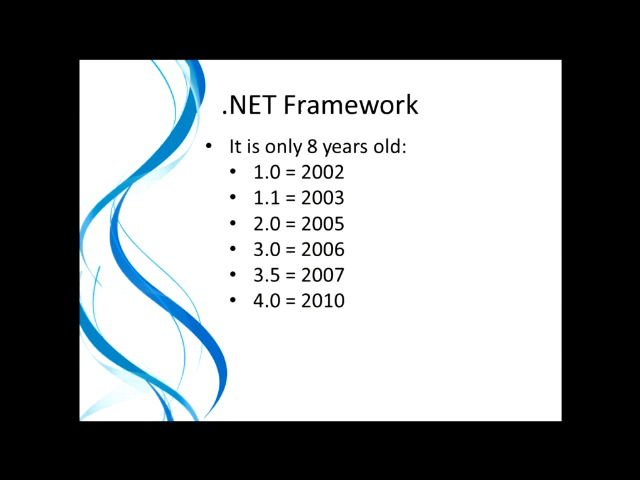 .NET Framework
• It is only 8 years old:
• 1.0 = 2002
• 1.1 = 2003
• 2.0 = 2005
• 3.0 = 2006
• 3.5 = 2007
• 4.0 = 2010